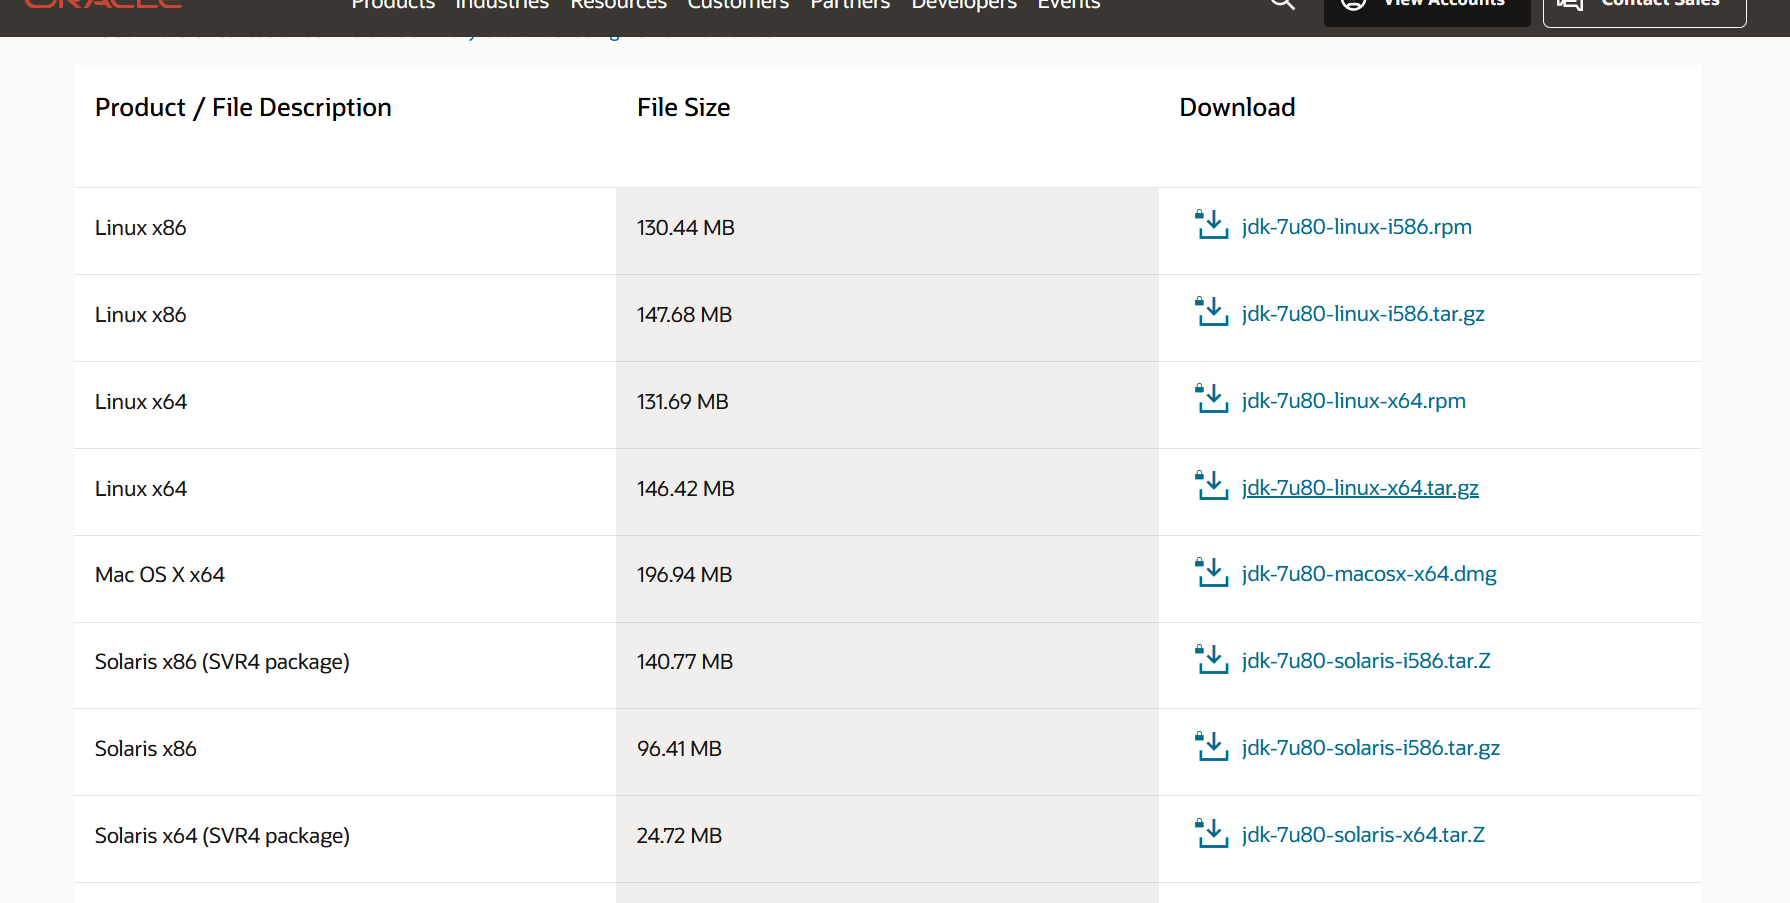 ORACLE
Products Industries Resources Customers Partners Developers Events
View Accounts
Contact Sales
Product / File Description File Size Download
Linux x86 130.44 MB jdk-7u80-linux-i586.rpm
Linux x86 147.68 MB jdk-7u80-linux-i586.tar.gz
Linux x64 131.69 MB jdk-7u80-linux-x64.rpm
Linux x64 146.42 MB jdk-7u80-linux-x64.tar.gz
Mac OS X x64 196.94 MB jdk-7u80-macosx-x64.dmg
Solaris x86 (SVR4 package) 140.77 MB jdk-7u80-solaris-i586.tar.Z
Solaris x86 96.41 MB jdk-7u80-solaris-i586.tar.gz
Solaris x64 (SVR4 package) 24.72 MB jdk-7u80-solaris-x64.tar.Z